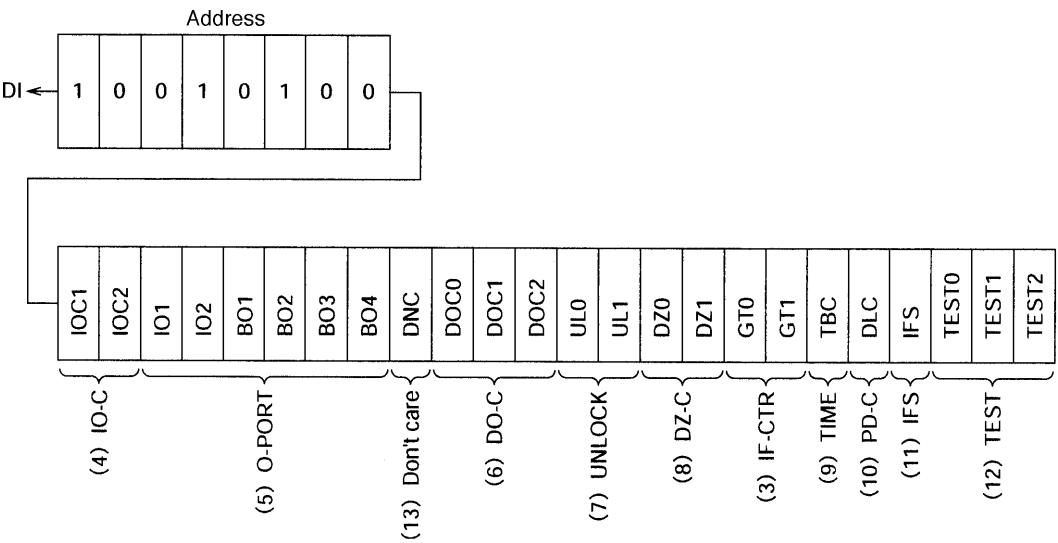 Address
DI 1 0 0 1 0 1 0 0
IOC1 IOC2 IO1 IO2 BO1 BO2 BO3 BO4 DNC DOC0 DOC1 DOC2 UL0 UL1 DZ0 DZ1 GT0 GT1 TBC DLC IFS TEST0 TEST1 TEST2
(4) IO-C
(5) O-PORT
(13) Don't care
(6) DO-C
(7) UNLOCK
(8) DZ-C
(3) IF-CTR
(9) TIME
(10) PD-C
(11) IFS
(12) TEST